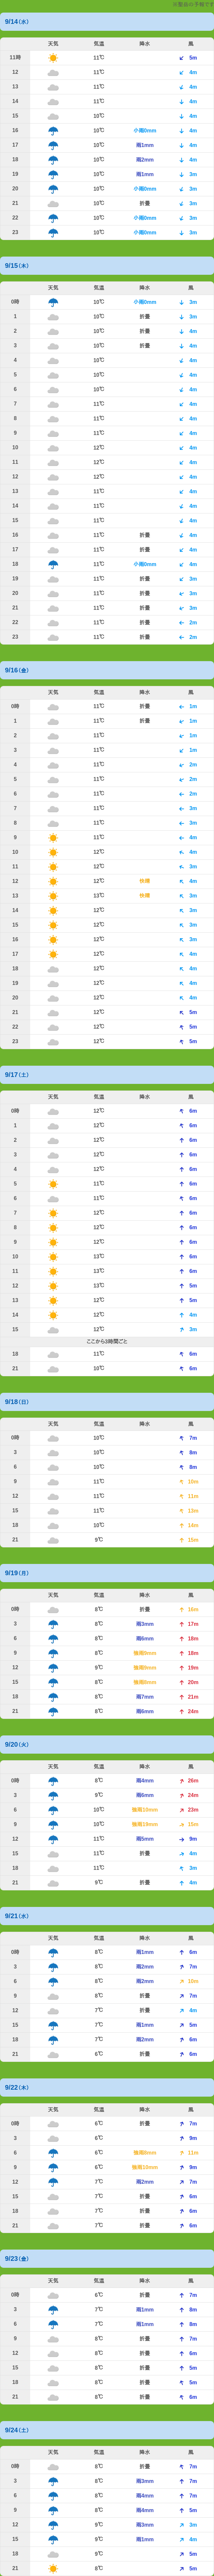 9/14(水)
天気 気温 降水 風
11時 11℃ 5m
12 11℃ 4m
13 11℃ 4m
14 11℃ 4m
15 10℃ 4m
16 10℃ 小雨0mm 4m
17 10℃ 雨1mm 4m
18 10℃ 雨2mm 4m
19 10℃ 雨1mm 3m
20 10℃ 小雨0mm 3m
21 10℃ 折畳 3m
22 10℃ 小雨0mm 3m
23 10℃ 小雨0mm 3m
9/15(木)
天気 気温 降水 風
0時 10℃ 小雨0mm 3m
1 10℃ 折畳 3m
2 10℃ 折畳 3m
3 10℃ 折畳 4m
4 10℃ 4m
5 10℃ 4m
6 10℃ 4m
7 11℃ 4m
8 11℃ 4m
9 11℃ 4m
10 12℃ 4m
11 12℃ 4m
12 12℃ 4m
13 11℃ 4m
14 11℃ 4m
15 11℃ 4m
16 11℃ 折畳 4m
17 11℃ 折畳 4m
18 11℃ 小雨0mm 4m
19 11℃ 折畳 3m
20 11℃ 折畳 3m
21 11℃ 折畳 3m
22 11℃ 折畳 2m
23 11℃ 折畳 2m
9/16(金)
天気 気温 降水 風
0時 11℃ 折畳 1m
1 11℃ 折畳 1m
2 11℃ 1m
3 11℃ 1m
4 11℃ 2m
5 11℃ 2m
6 11℃ 2m
7 11℃ 3m
8 11℃ 3m
9 11℃ 4m
10 12℃ 4m
11 12℃ 3m
12 12℃ 快晴 4m
13 13℃ 快晴 3m
14 12℃ 3m
15 12℃ 3m
16 12℃ 3m
17 12℃ 4m
18 12℃ 4m
19 12℃ 4m
20 12℃ 4m
21 12℃ 5m
22 12℃ 5m
23 12℃ 5m
9/17(土)
天気 気温 降水 風
0時 12℃ 6m
1 12℃ 6m
2 12℃ 6m
3 12℃ 6m
4 12℃ 6m
5 11℃ 6m
6 11℃ 6m
7 12℃ 6m
8 12℃ 6m
9 12℃ 6m
10 13℃ 6m
11 13℃ 6m
12 13℃ 5m
13 12℃ 5m
14 12℃ 4m
15 12℃ 3m
ここから3時間ごと
18 11℃ 6m
21 10℃ 6m
9/18(日)
天気 気温 降水 風
0時 10℃ 7m
3 10℃ 8m
6 10℃ 8m
9 11℃ 10m
12 11℃ 11m
15 11℃ 13m
18 10℃ 14m
21 9℃ 15m
9/19(月)
天気 気温 降水 風
0時 8℃ 折畳 16m
3 8℃ 雨3mm 17m
6 8℃ 雨6mm 18m
9 8℃ 強雨9mm 18m
12 9℃ 強雨9mm 19m
15 8℃ 強雨8mm 20m
18 8℃ 雨7mm 21m
21 8℃ 雨6mm 24m
9/20(火)
天気 気温 降水 風
0時 8℃ 雨4mm 26m
3 9℃ 雨6mm 24m
6 10℃ 強雨10mm 23m
9 10℃ 強雨19mm 15m
12 11℃ 雨5mm 9m
15 11℃ 折畳 4m
18 11℃ 3m
21 9℃ 折畳 4m
9/21(水)
天気 気温 降水 風
0時 8℃ 雨1mm 6m
3 8℃ 雨2mm 7m
6 8℃ 雨2mm 10m
9 8℃ 折畳 7m
12 7℃ 折畳 4m
15 7℃ 雨1mm 5m
18 7℃ 雨2mm 6m
21 6℃ 折畳 6m
9/22(木)
天気 気温 降水 風
0時 6℃ 折畳 7m
3 6℃ 9m
6 6℃ 強雨8mm 11m
9 6℃ 強雨10mm 9m
12 7℃ 雨2mm 7m
15 7℃ 折畳 6m
18 7℃ 折畳 6m
21 6℃ 折畳 6m
9/23(金)
天気 気温 降水 風
0時 6℃ 折畳 7m
3 7℃ 雨1mm 8m
6 7℃ 雨1mm 8m
9 8℃ 折畳 7m
12 8℃ 折畳 6m
15 8℃ 折畳 5m
18 8℃ 折畳 5m
21 8℃ 折畳 6m
9/24(土)
天気 気温 降水 風
0時 8℃ 折畳 7m
3 8℃ 雨3mm 7m
6 8℃ 雨4mm 7m
9 8℃ 雨4mm 5m
12 9℃ 雨3mm 3m
15 9℃ 雨1mm 4m
18 9℃ 5m
21 8℃ 5m